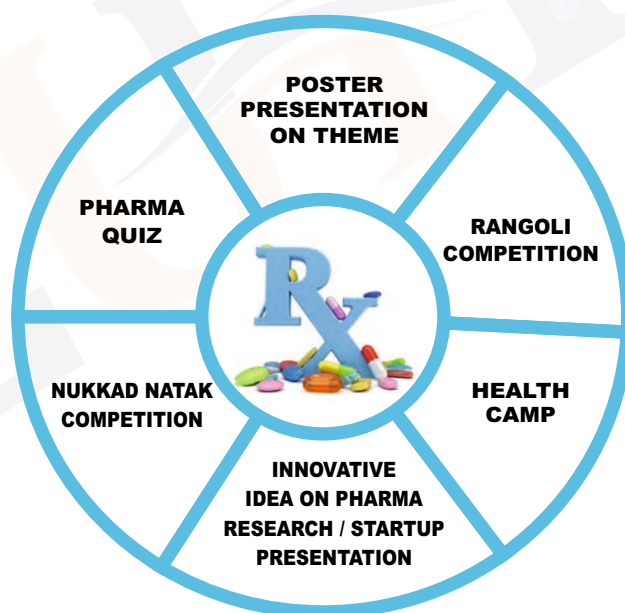 POSTER
PRESENTATION
ON THEME
RANGOLI
COMPETITION
HEALTH
CAMP
INNOVATIVE
IDEA ON PHARMA
RESEARCH / STARTUP
PRESENTATION
NUKKAD NATAK
COMPETITION
PHARMA
QUIZ
Rx